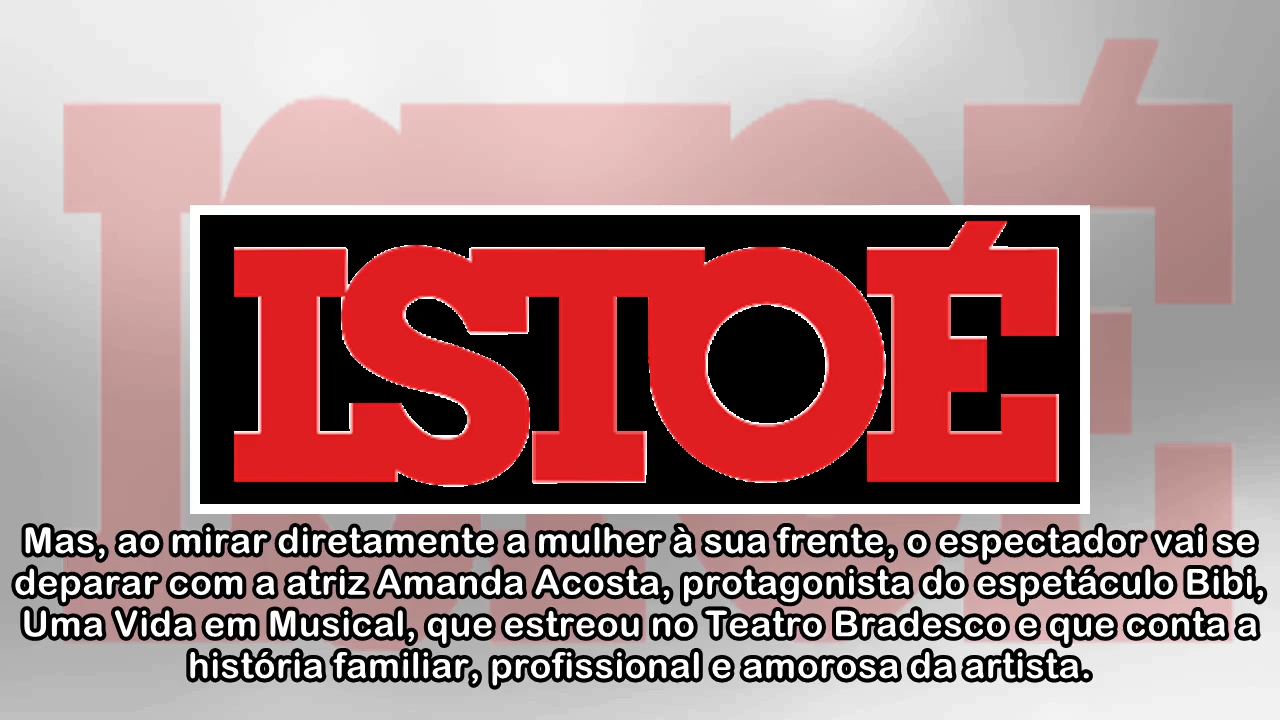 ISTOÉ
Mas, ao mirar diretamente a mulher à sua frente, o espectador vai se
deparar com a atriz Amanda Acosta, protagonista do espetáculo Bibi,
Uma Vida em Musical, que estreou no Teatro Bradesco e que conta a
história familiar, profissional e amorosa da artista.